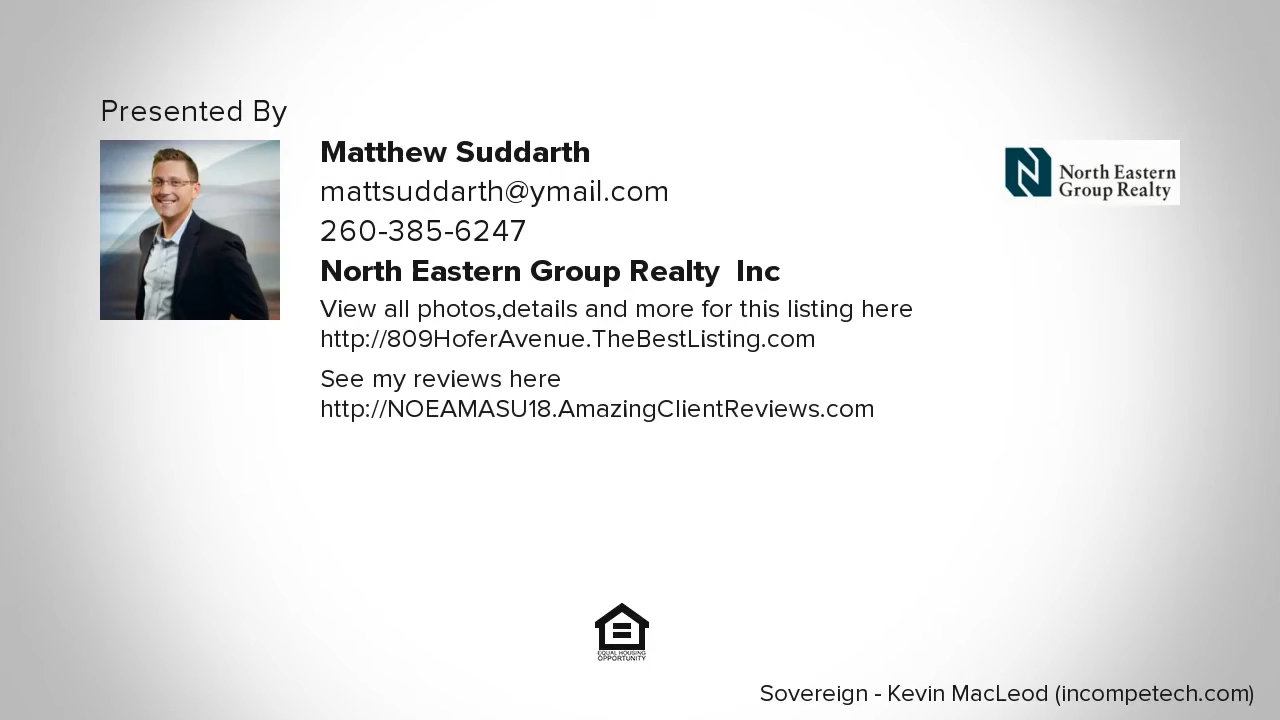 Presented By
Matthew Suddarth
mattsuddarth@ymail.com
260-385-6247
North Eastern Group Realty  Inc
View all photos,details and more for this listing here
http://809HoferAvenue.TheBestListing.com
See my reviews here
http://NOEAMASU18.AmazingClientReviews.com
North Eastern
Group Realty
EQUAL HOUSING
OPPORTUNITY
Sovereign - Kevin MacLeod (incompetech.com)